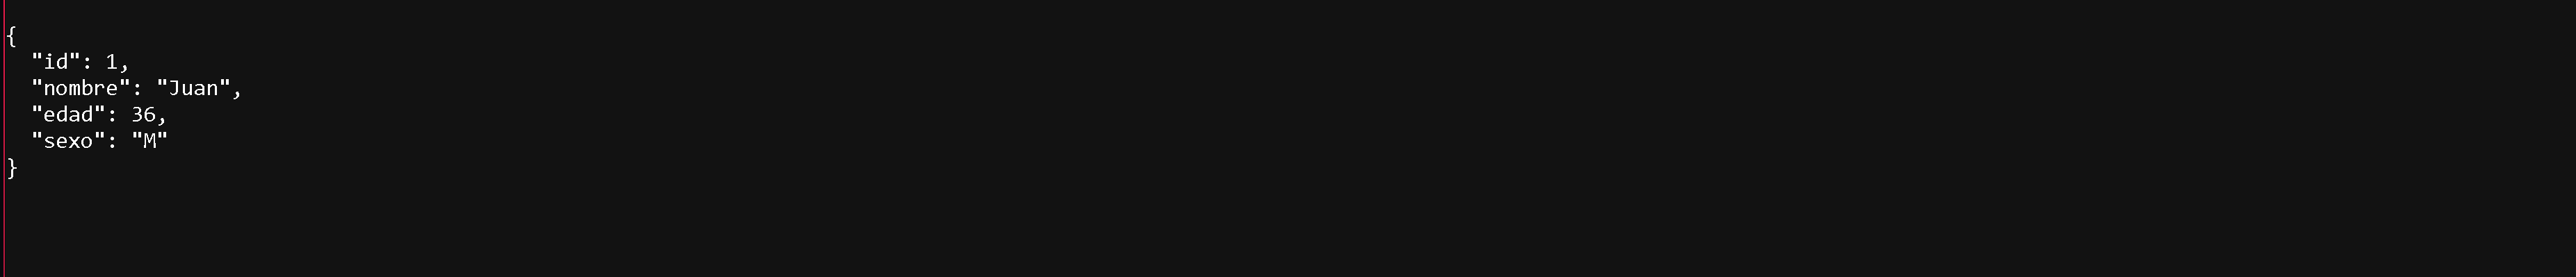 {
  "id": 1,
  "nombre": "Juan",
  "edad": 36,
  "sexo": "M"
}